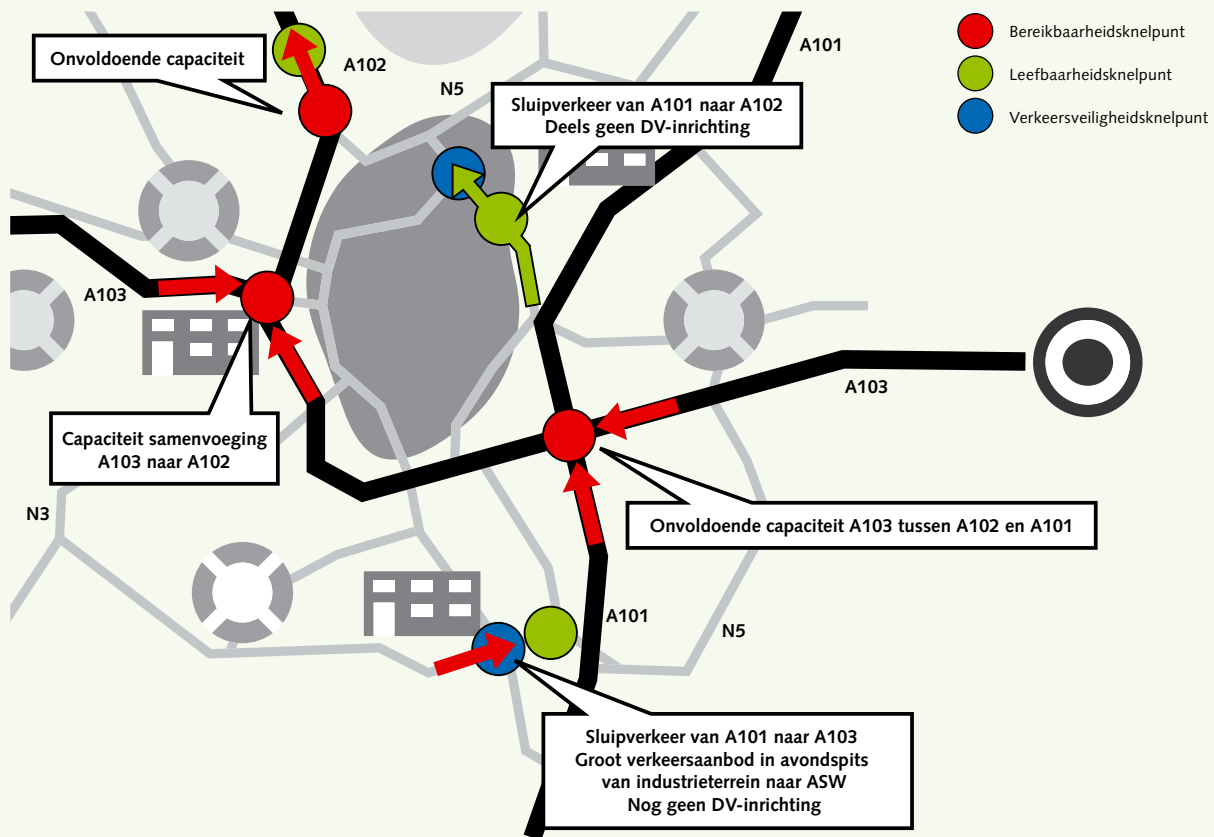 Onvoldoende capaciteit
A102
N5
A101
Bereikbaarheidsknelpunt
Leefbaarheidsknelpunt
Verkeersveiligheidsknelpunt
Sluipverkeer van A101 naar A102
Deels geen DV-inrichting
A103
A103
Capaciteit samenvoeging
A103 naar A102
N3
Onvoldoende capaciteit A103 tussen A102 en A101
A101
N5
Sluipverkeer van A101 naar A103
Groot verkeersaanbod in avondspits
van industrieterrein naar ASW
Nog geen DV-inrichting